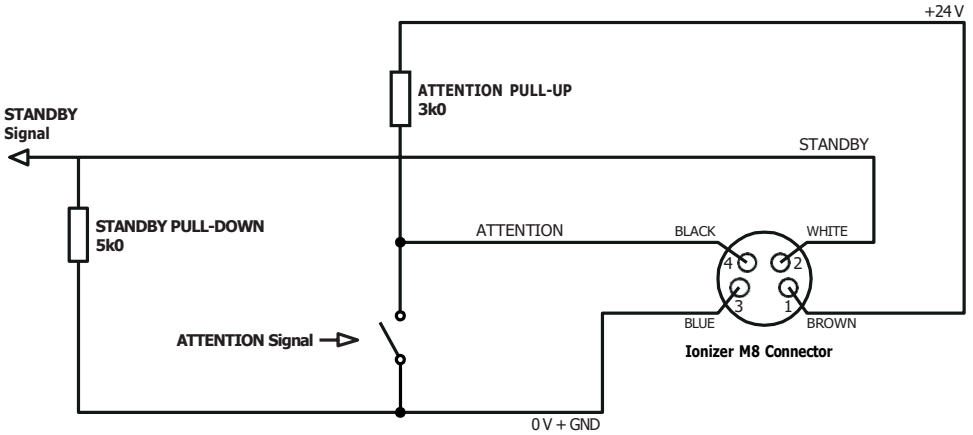 +24 V
ATTENTION PULL-UP
3k0
STANDBY
Signal
STANDBY
STANDBY PULL-DOWN
5k0
ATTENTION
BLACK
WHITE
4
2
3
1
BLUE
BROWN
ATTENTION Signal
Ionizer M8 Connector
0 V + GND